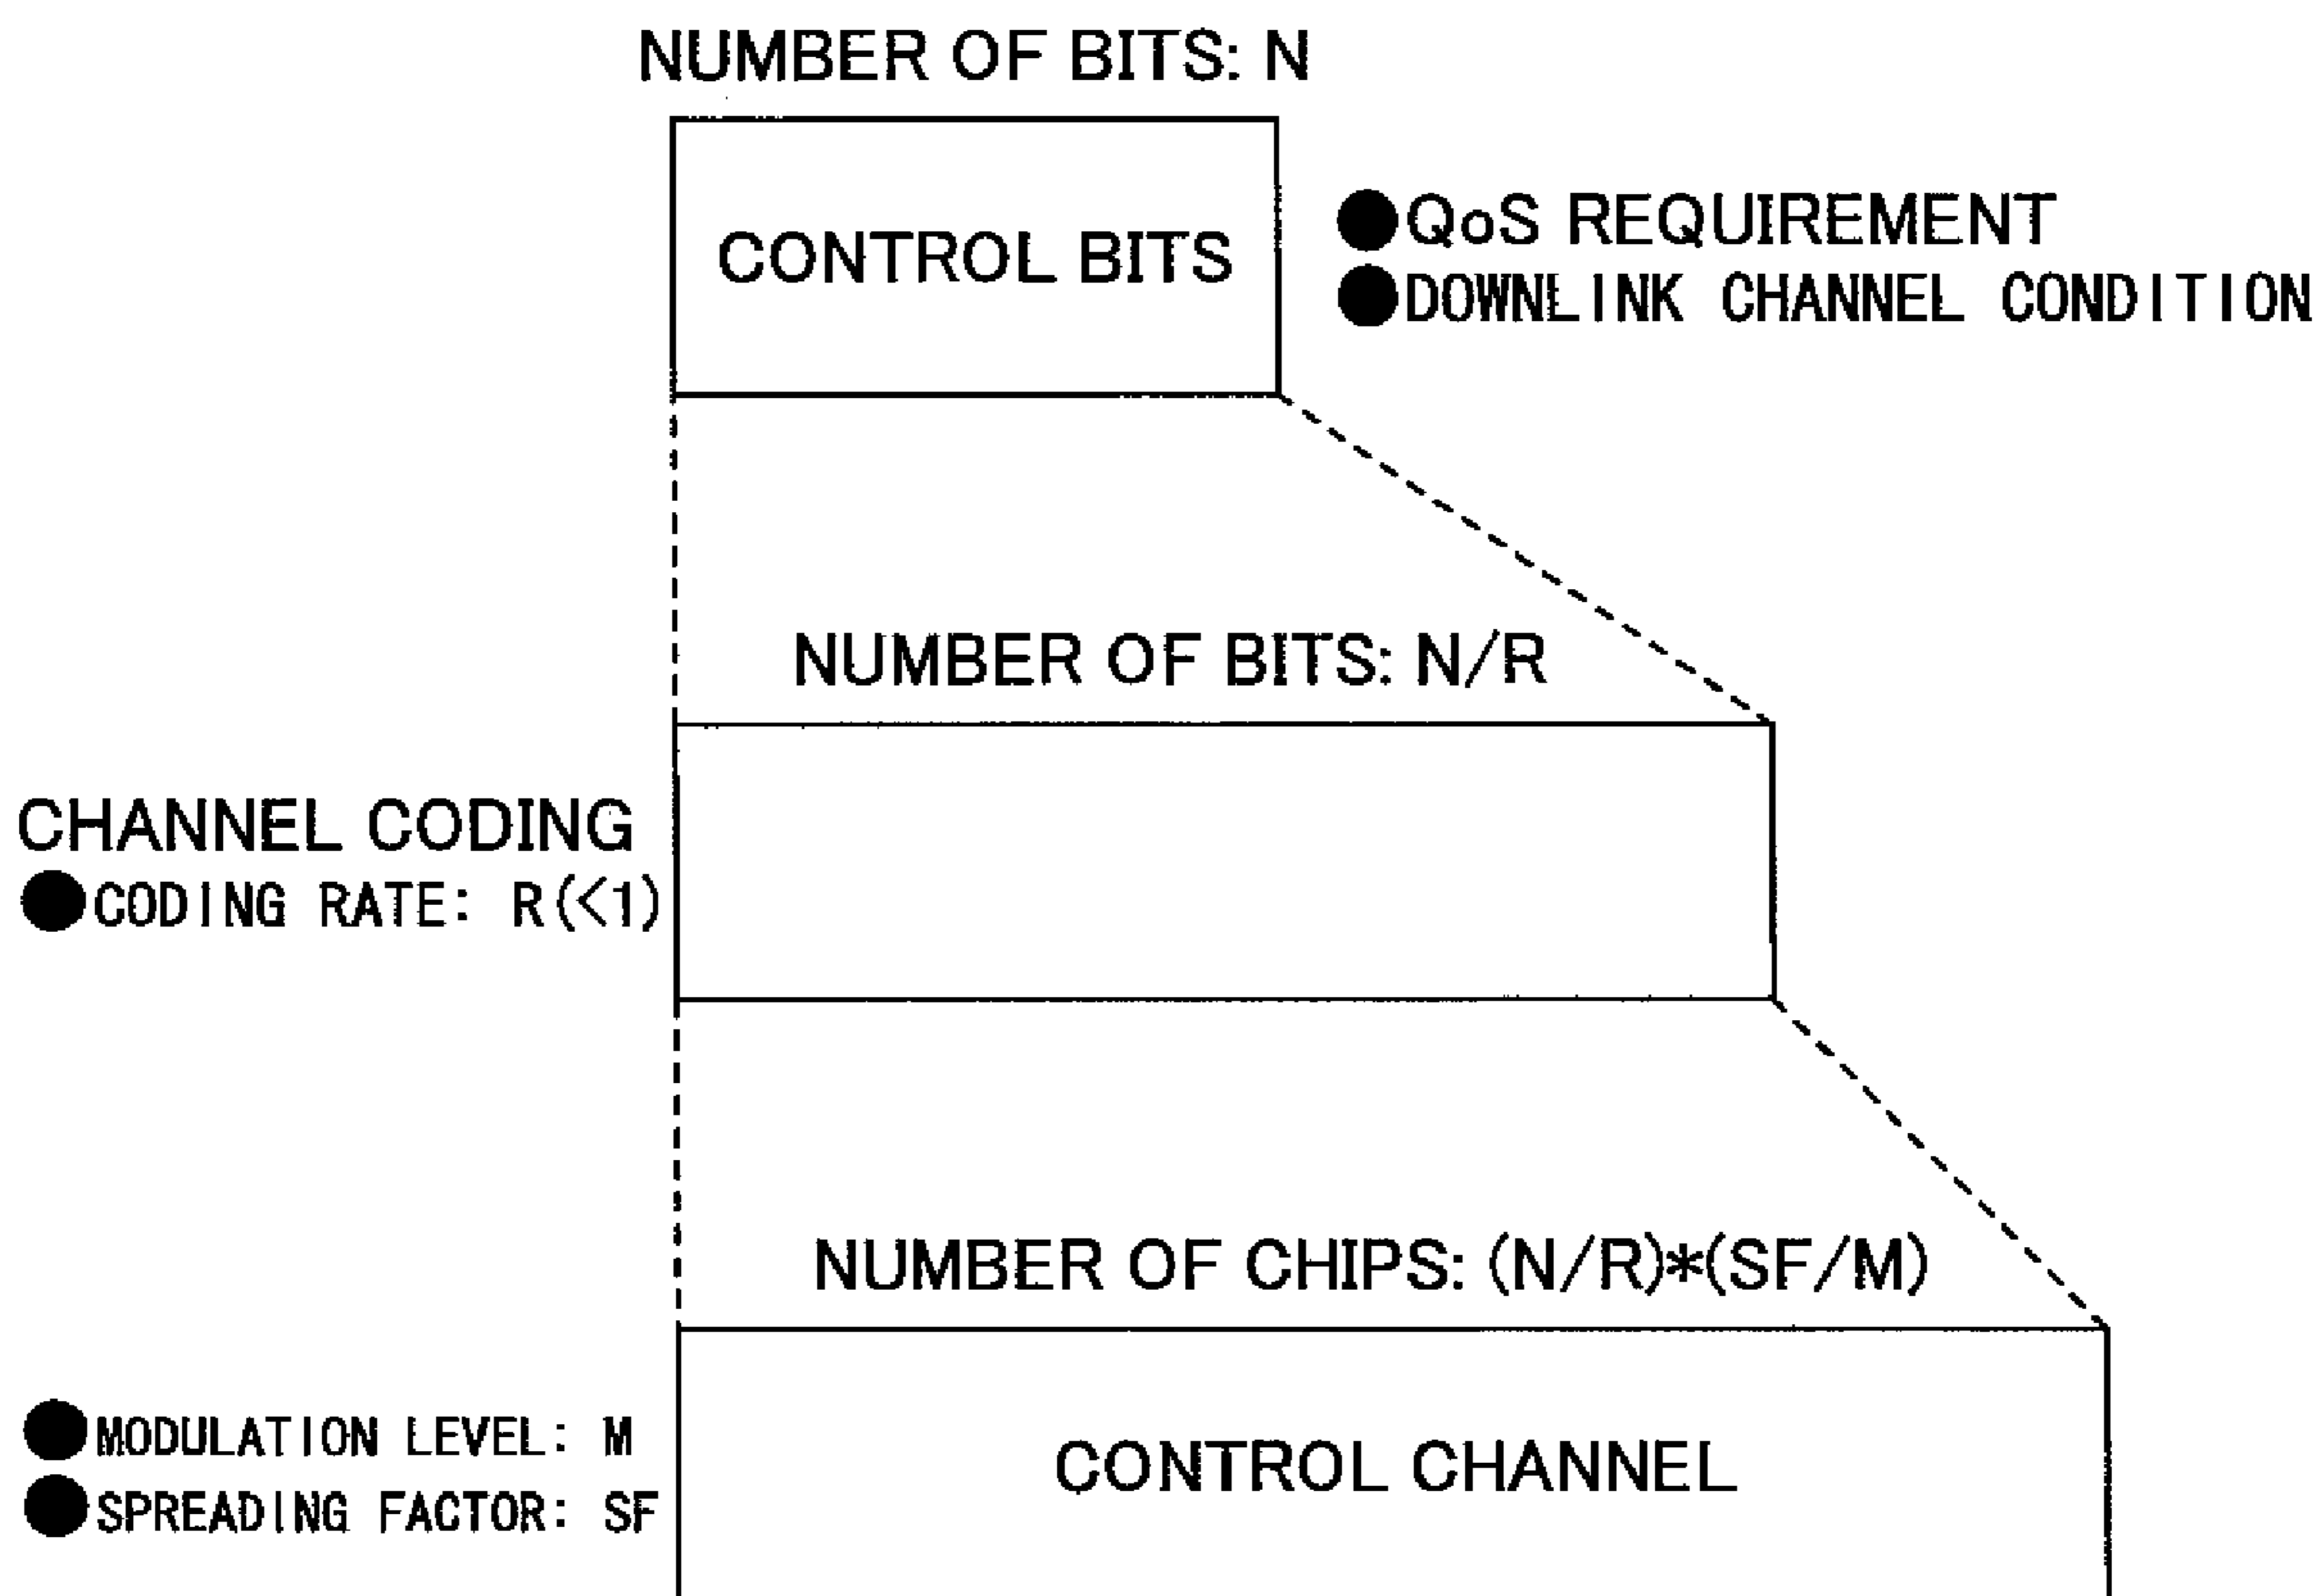 NUMBER OF BITS: N
CONTROL BITS
●QoS REQUIREMENT
●DOWNLINK CHANNEL CONDITION
NUMBER OF BITS: N/R
CHANNEL CODING
●CODING RATE: R(<1)
NUMBER OF CHIPS: (N/R)*(SF/M)
●MODULATION LEVEL: M
●SPREADING FACTOR: SF
CONTROL CHANNEL